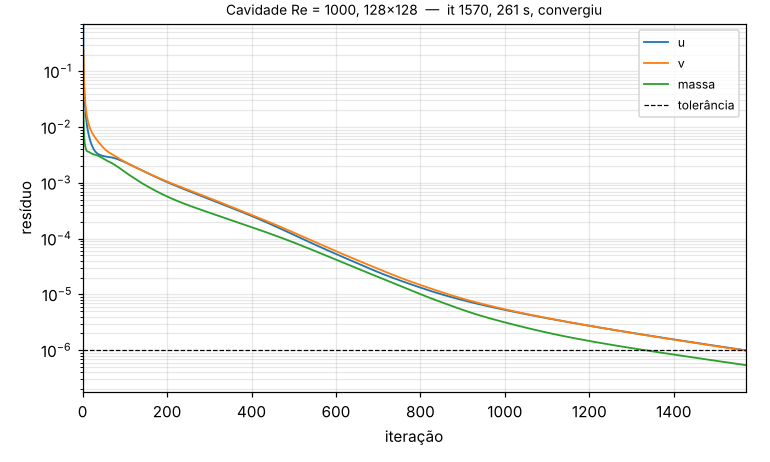 Cavidade Re = 1000, 128×128 — it 1570, 261 s, convergiu
u
v
massa
tolerância
10⁻¹
10⁻²
10⁻³
10⁻⁴
10⁻⁵
10⁻⁶
resíduo
0 200 400 600 800 1000 1200 1400
iteração